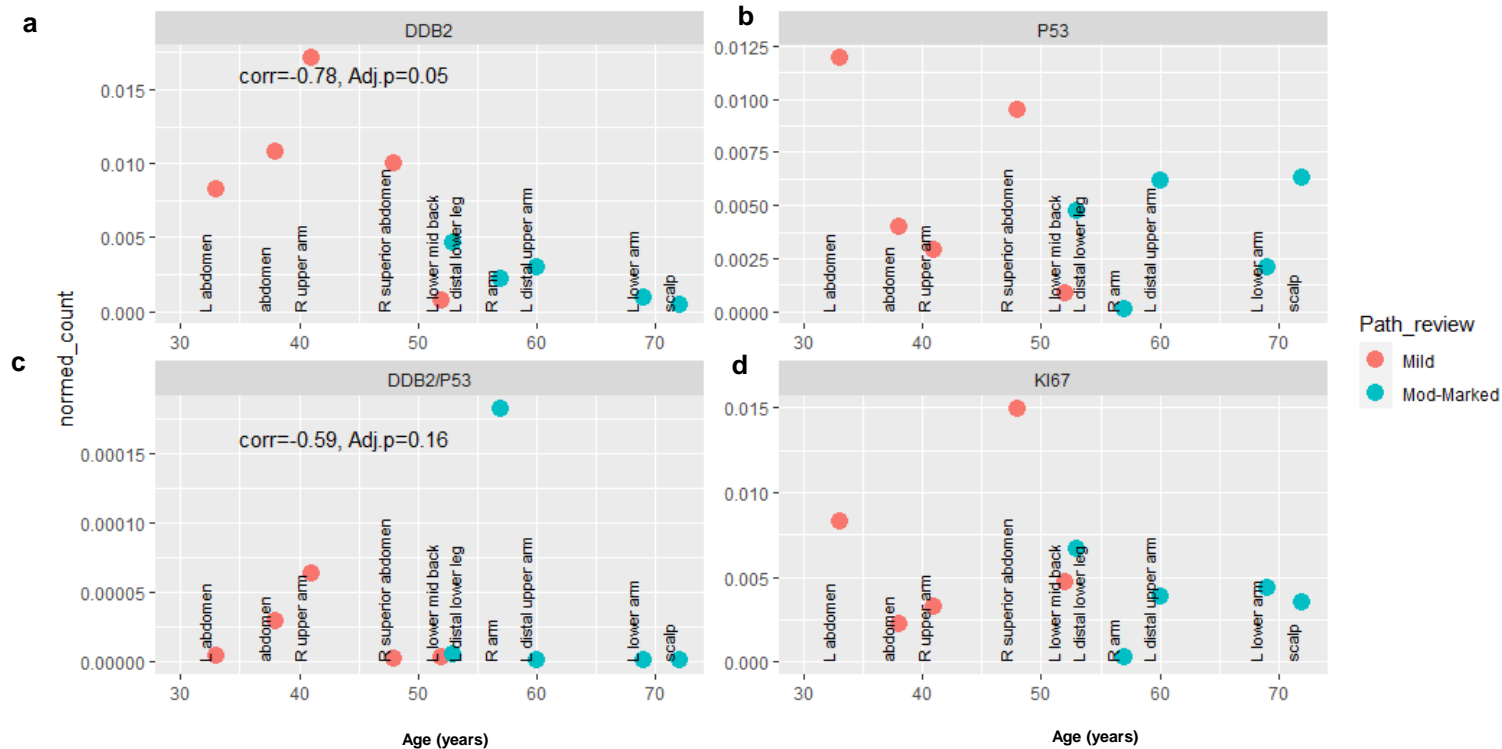 a
DDB2
corr=-0.78, Adj.p=0.05
0.015
0.010
0.005
0.000
L abdomen
abdomen
R upper arm
R superior abdomen
L lower mid back
L distal lower leg
R arm
L distal upper arm
L lower arm
scalp
30 40 50 60 70
b
P53
0.0125
0.0100
0.0075
0.0050
0.0025
0.0000
L abdomen
abdomen
R upper arm
R superior abdomen
L lower mid back
L distal lower leg
R arm
L distal upper arm
L lower arm
scalp
30 40 50 60 70
normed_count
c
DDB2/P53
corr=-0.59, Adj.p=0.16
0.00015
0.00010
0.00005
0.00000
L abdomen
abdomen
R upper arm
R superior abdomen
L lower mid back
L distal lower leg
R arm
L distal upper arm
L lower arm
scalp
30 40 50 60 70
Age (years)
d
KI67
0.015
0.010
0.005
0.000
L abdomen
abdomen
R upper arm
R superior abdomen
L lower mid back
L distal lower leg
R arm
L distal upper arm
L lower arm
scalp
30 40 50 60 70
Age (years)
Path_review
Mild
Mod-Marked